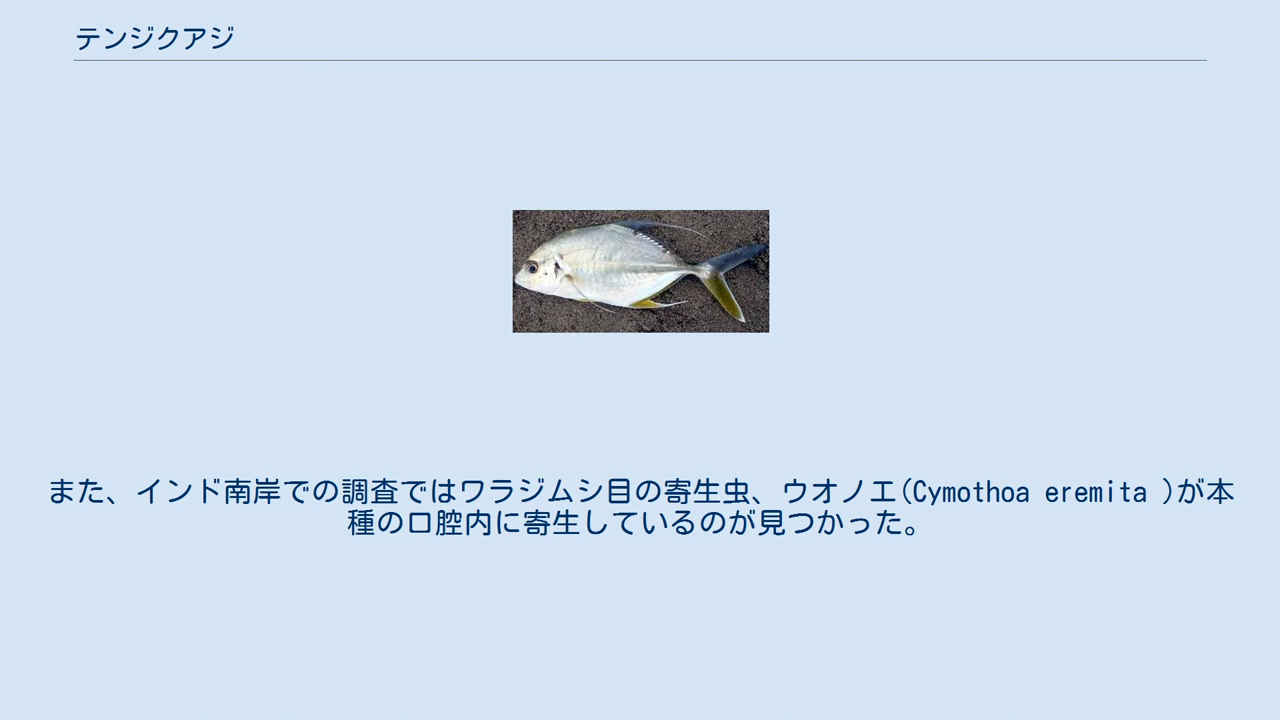 テンジクアジ
また、インド南岸での調査ではワラジムシ目の寄生虫、ウオノエ(Cymothoa eremita )が本
種の口腔内に寄生しているのが見つかった。